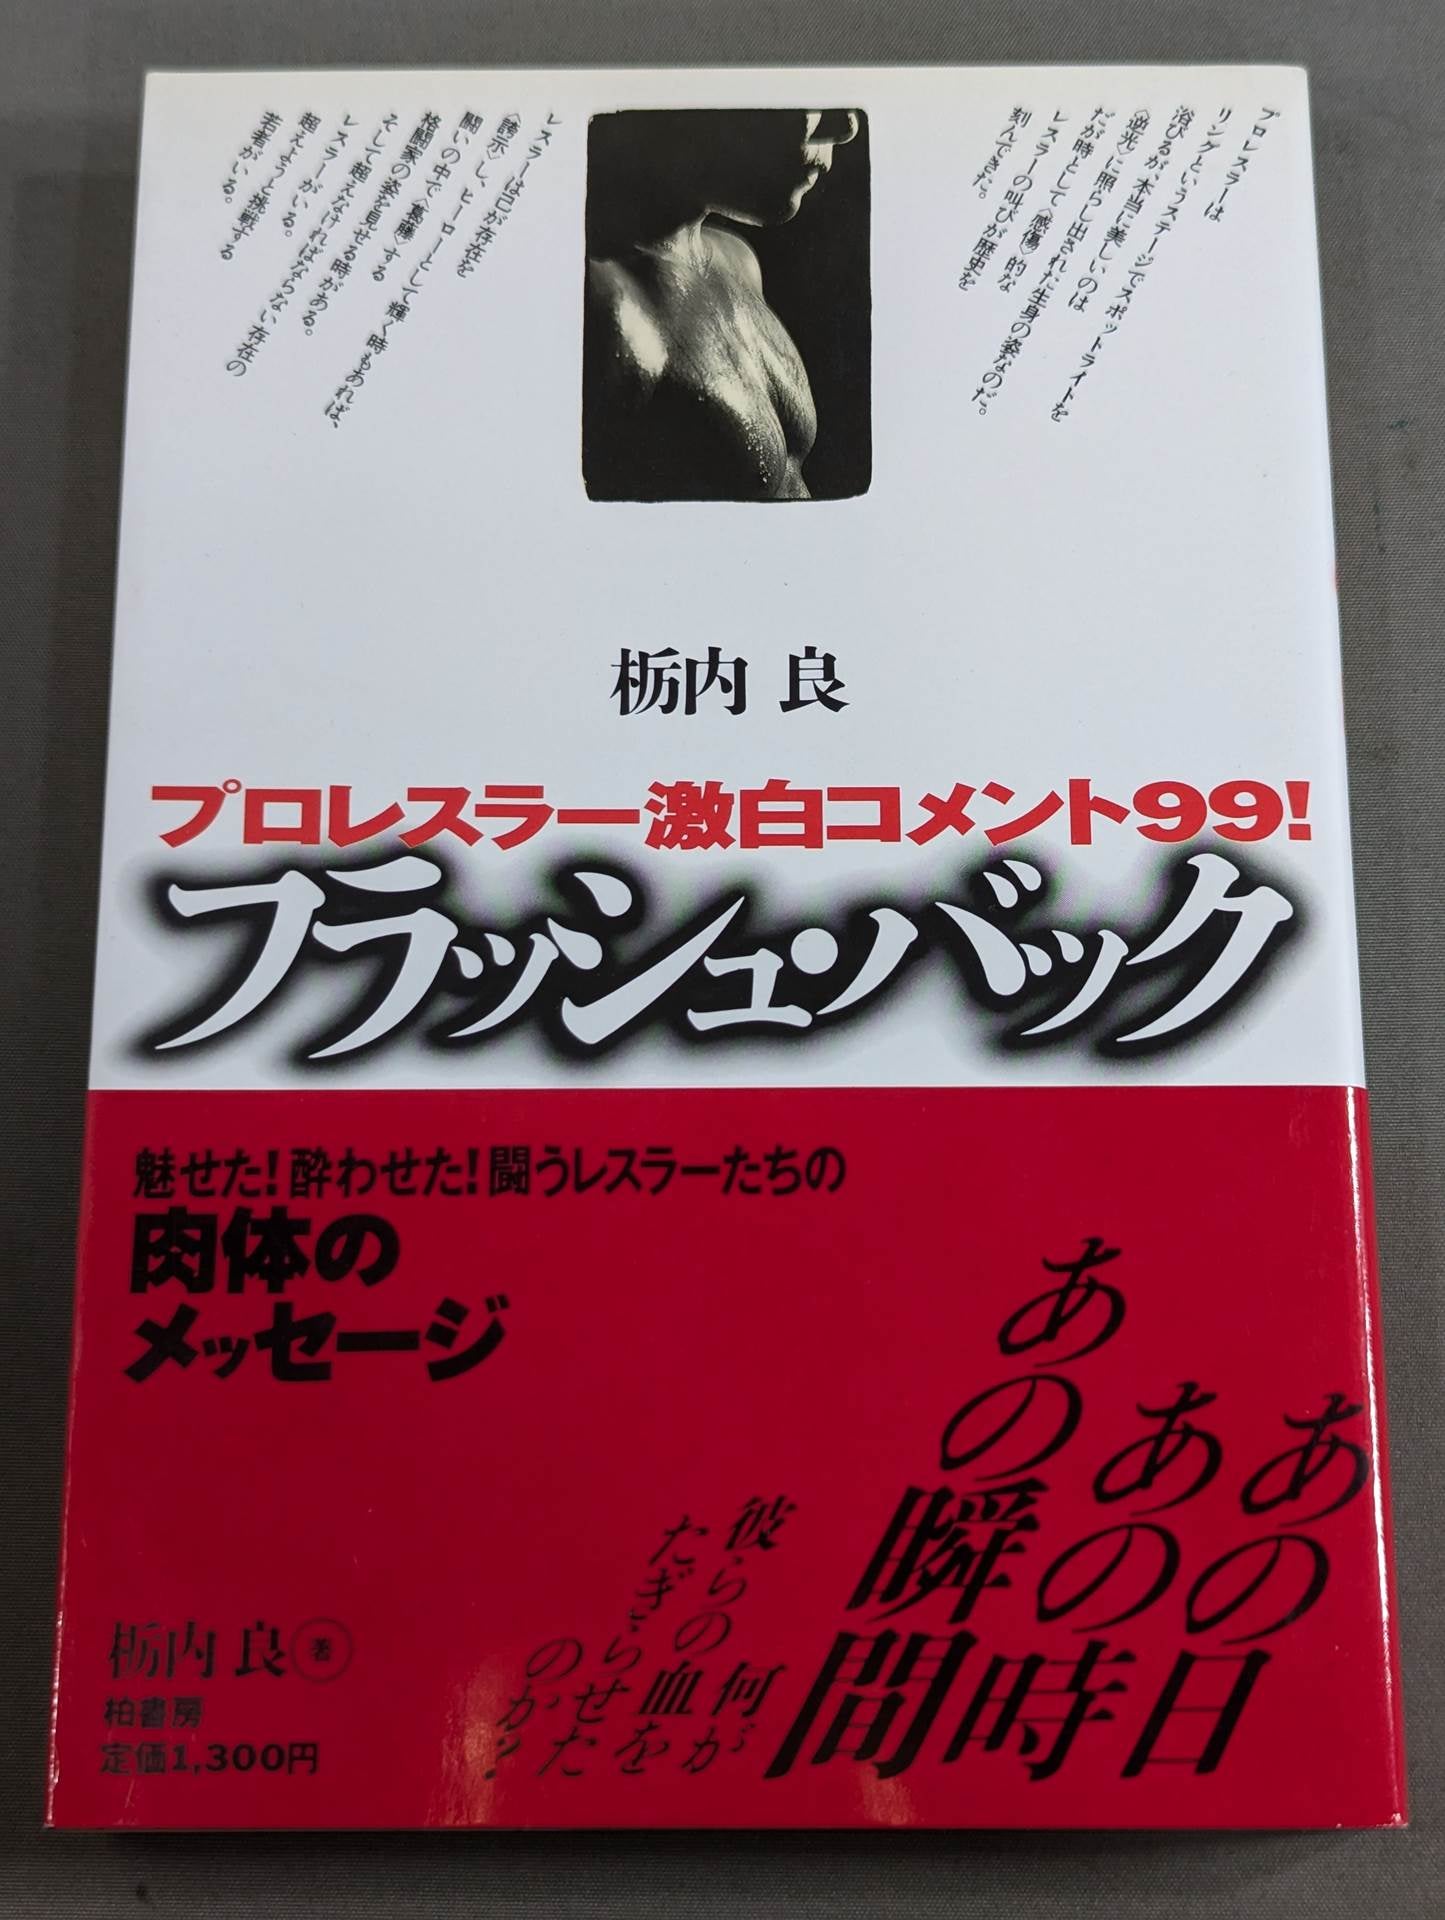 プロレスラーは
リングというステージでスポットライトを
浴びるが、本当に美しいのは
〈逆光〉に照らし出された生身の姿なのだ。
だが時として〈感傷〉的な
レスラーの叫びが歴史を
刻んできた。
レスラーは己が存在を
〈誇示〉し、ヒーローとして輝く時もあれば、
闘いの中で〈葛藤〉する
格闘家の姿を見せる時がある。
そして超えなければならない存在の
レスラーがいる。
超えようと挑戦する
若者がいる。
栃内 良
プロレスラー激白コメント99!
フラッシュ・バック
魅せた!酔わせた!闘うレスラーたちの
肉体の
メッセージ
あの日
あの時
あの瞬間
何が
彼らの血を
たぎらせた
のか?
栃内 良 著
柏書房
定価1,300円